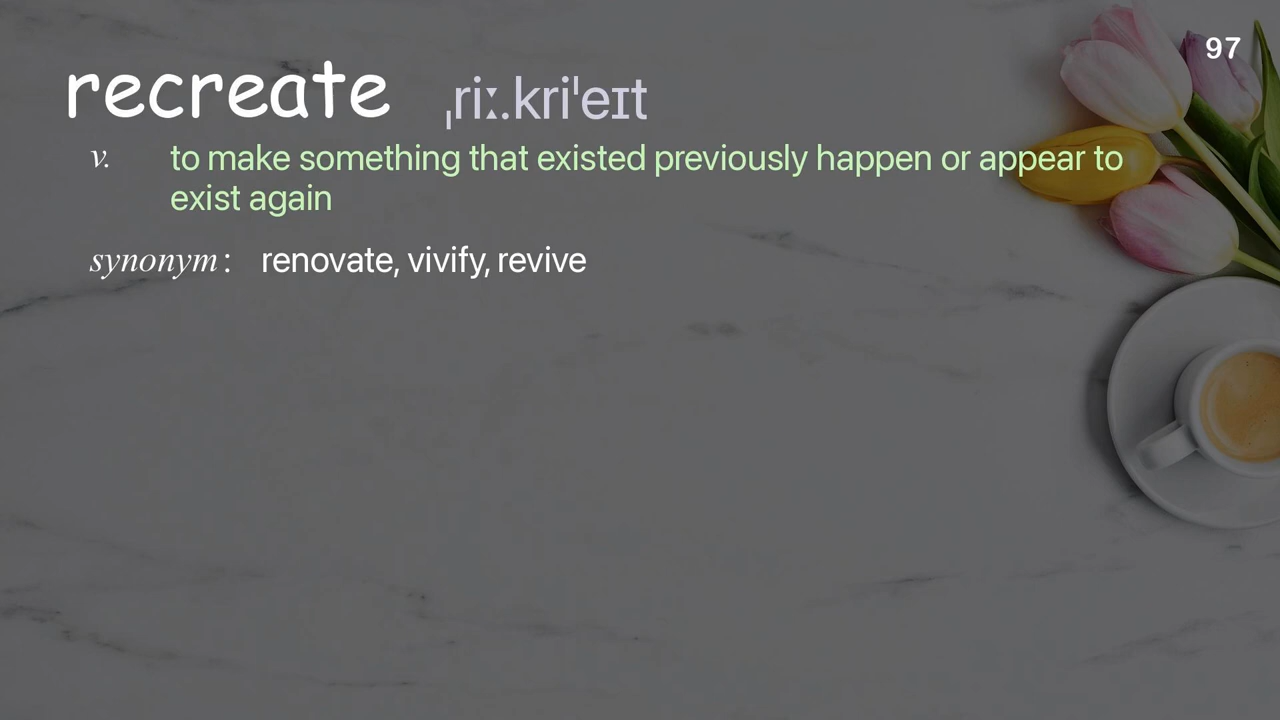 97
recreate ˌriː.kriˈeɪt
v. to make something that existed previously happen or appear to
exist again
synonym : renovate, vivify, revive